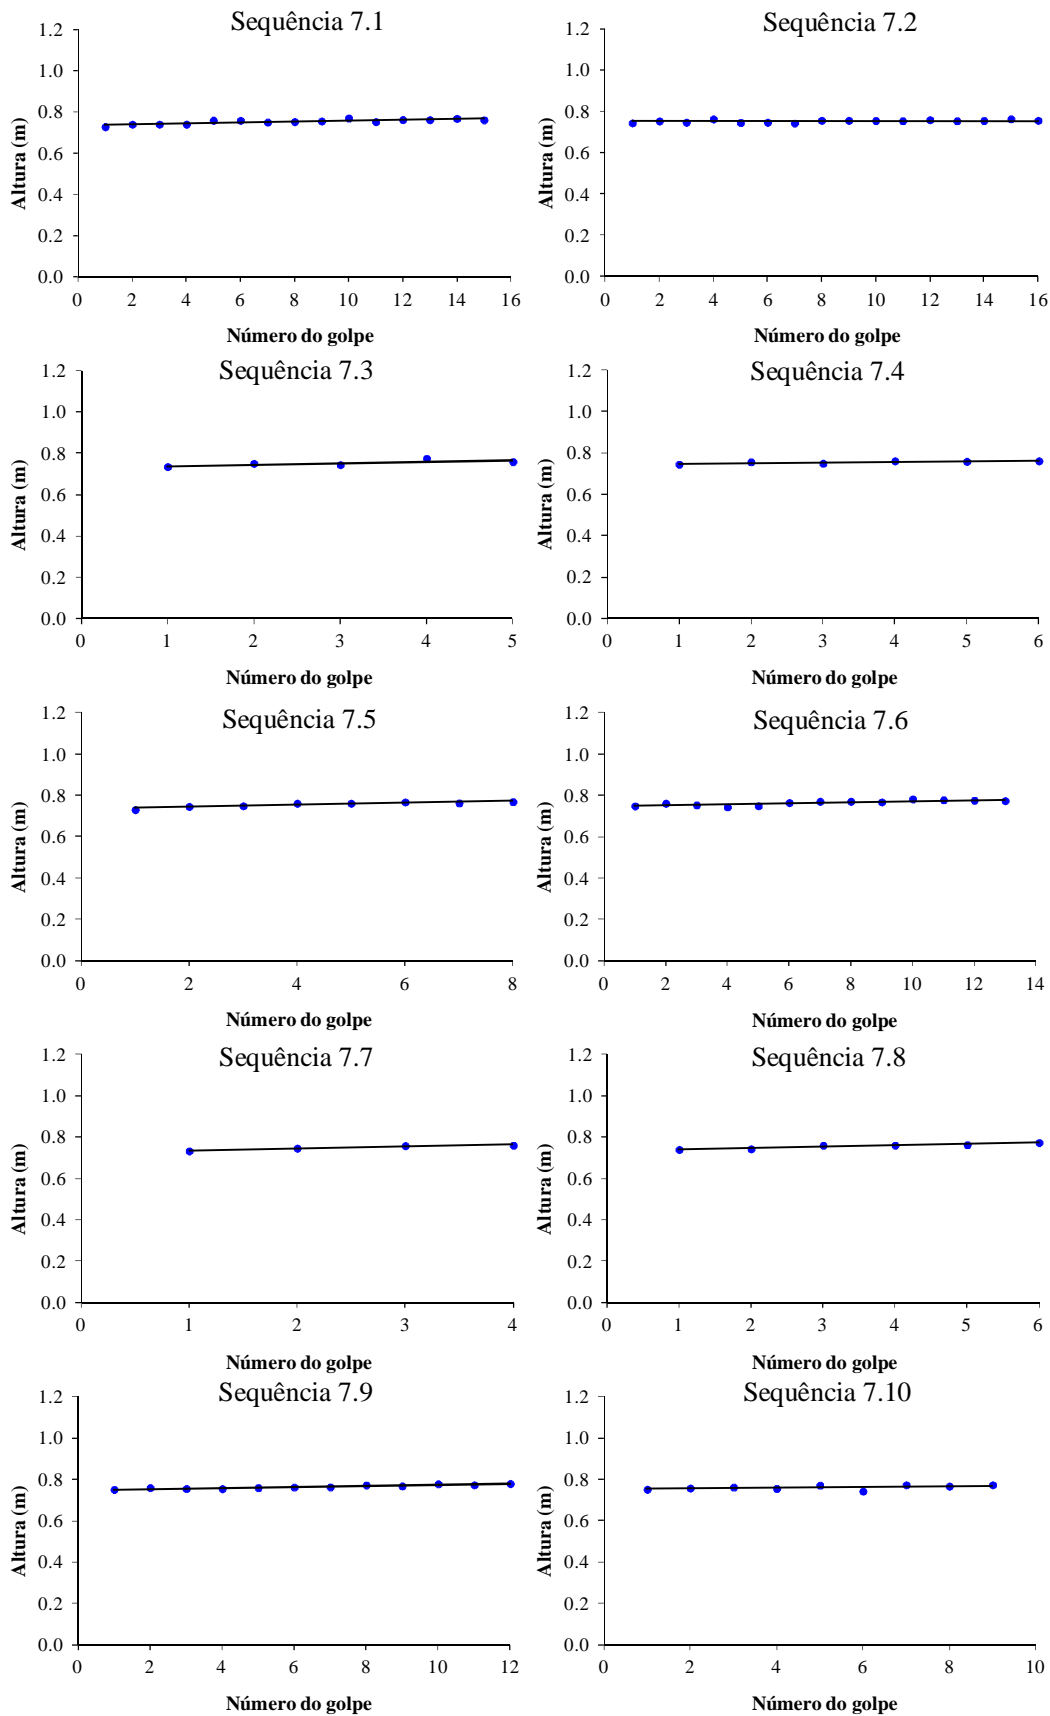 Sequência 7.1
1.2
1.0
0.8
0.6
0.4
0.2
0.0
Altura (m)
0 2 4 6 8 10 12 14 16
Número do golpe
Sequência 7.2
1.2
1.0
0.8
0.6
0.4
0.2
0.0
Altura (m)
0 2 4 6 8 10 12 14 16
Número do golpe
Sequência 7.3
1.2
1.0
0.8
0.6
0.4
0.2
0.0
Altura (m)
0 1 2 3 4 5
Número do golpe
Sequência 7.4
1.2
1.0
0.8
0.6
0.4
0.2
0.0
Altura (m)
0 1 2 3 4 5 6
Número do golpe
Sequência 7.5
1.2
1.0
0.8
0.6
0.4
0.2
0.0
Altura (m)
0 2 4 6 8
Número do golpe
Sequência 7.6
1.2
1.0
0.8
0.6
0.4
0.2
0.0
Altura (m)
0 2 4 6 8 10 12 14
Número do golpe
Sequência 7.7
1.2
1.0
0.8
0.6
0.4
0.2
0.0
Altura (m)
0 1 2 3 4
Número do golpe
Sequência 7.8
1.2
1.0
0.8
0.6
0.4
0.2
0.0
Altura (m)
0 1 2 3 4 5 6
Número do golpe
Sequência 7.9
1.2
1.0
0.8
0.6
0.4
0.2
0.0
Altura (m)
0 2 4 6 8 10 12
Número do golpe
Sequência 7.10
1.2
1.0
0.8
0.6
0.4
0.2
0.0
Altura (m)
0 2 4 6 8 10
Número do golpe